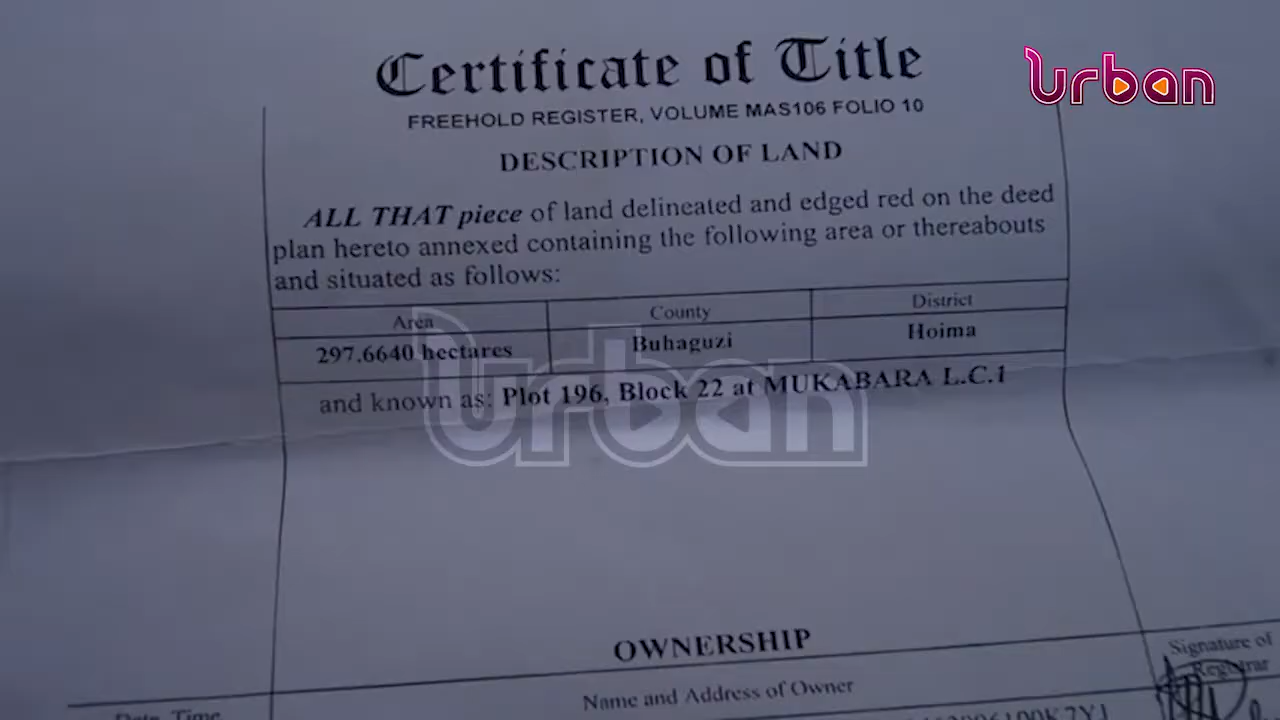 Certificate of Title
Urban
FREEHOLD REGISTER, VOLUME MAS106 FOLIO 10
DESCRIPTION OF LAND
ALL THAT piece of land delineated and edged red on the deed
plan hereto annexed containing the following area or thereabouts
and situated as follows:
Area County District
297.6640 hectares Buhaguzi Hoima
and known as: Plot 196, Block 22 at MUKABARA L.C.1
Urban
OWNERSHIP
Signature of
Registrar
Name and Address of Owner
Date, Time